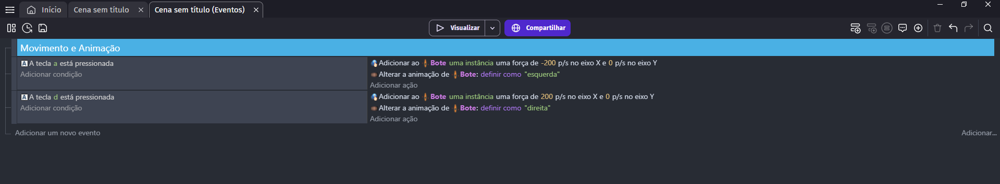 Início
Cena sem título
Cena sem título (Eventos)
Visualizar
Compartilhar
Movimento e Animação
A tecla a está pressionada
Adicionar condição
Adicionar ao Bote uma instância uma força de -200 p/s no eixo X e 0 p/s no eixo Y
Alterar a animação de Bote: definir como "esquerda"
Adicionar ação
A tecla d está pressionada
Adicionar condição
Adicionar ao Bote uma instância uma força de 200 p/s no eixo X e 0 p/s no eixo Y
Alterar a animação de Bote: definir como "direita"
Adicionar ação
Adicionar um novo evento
Adicionar...